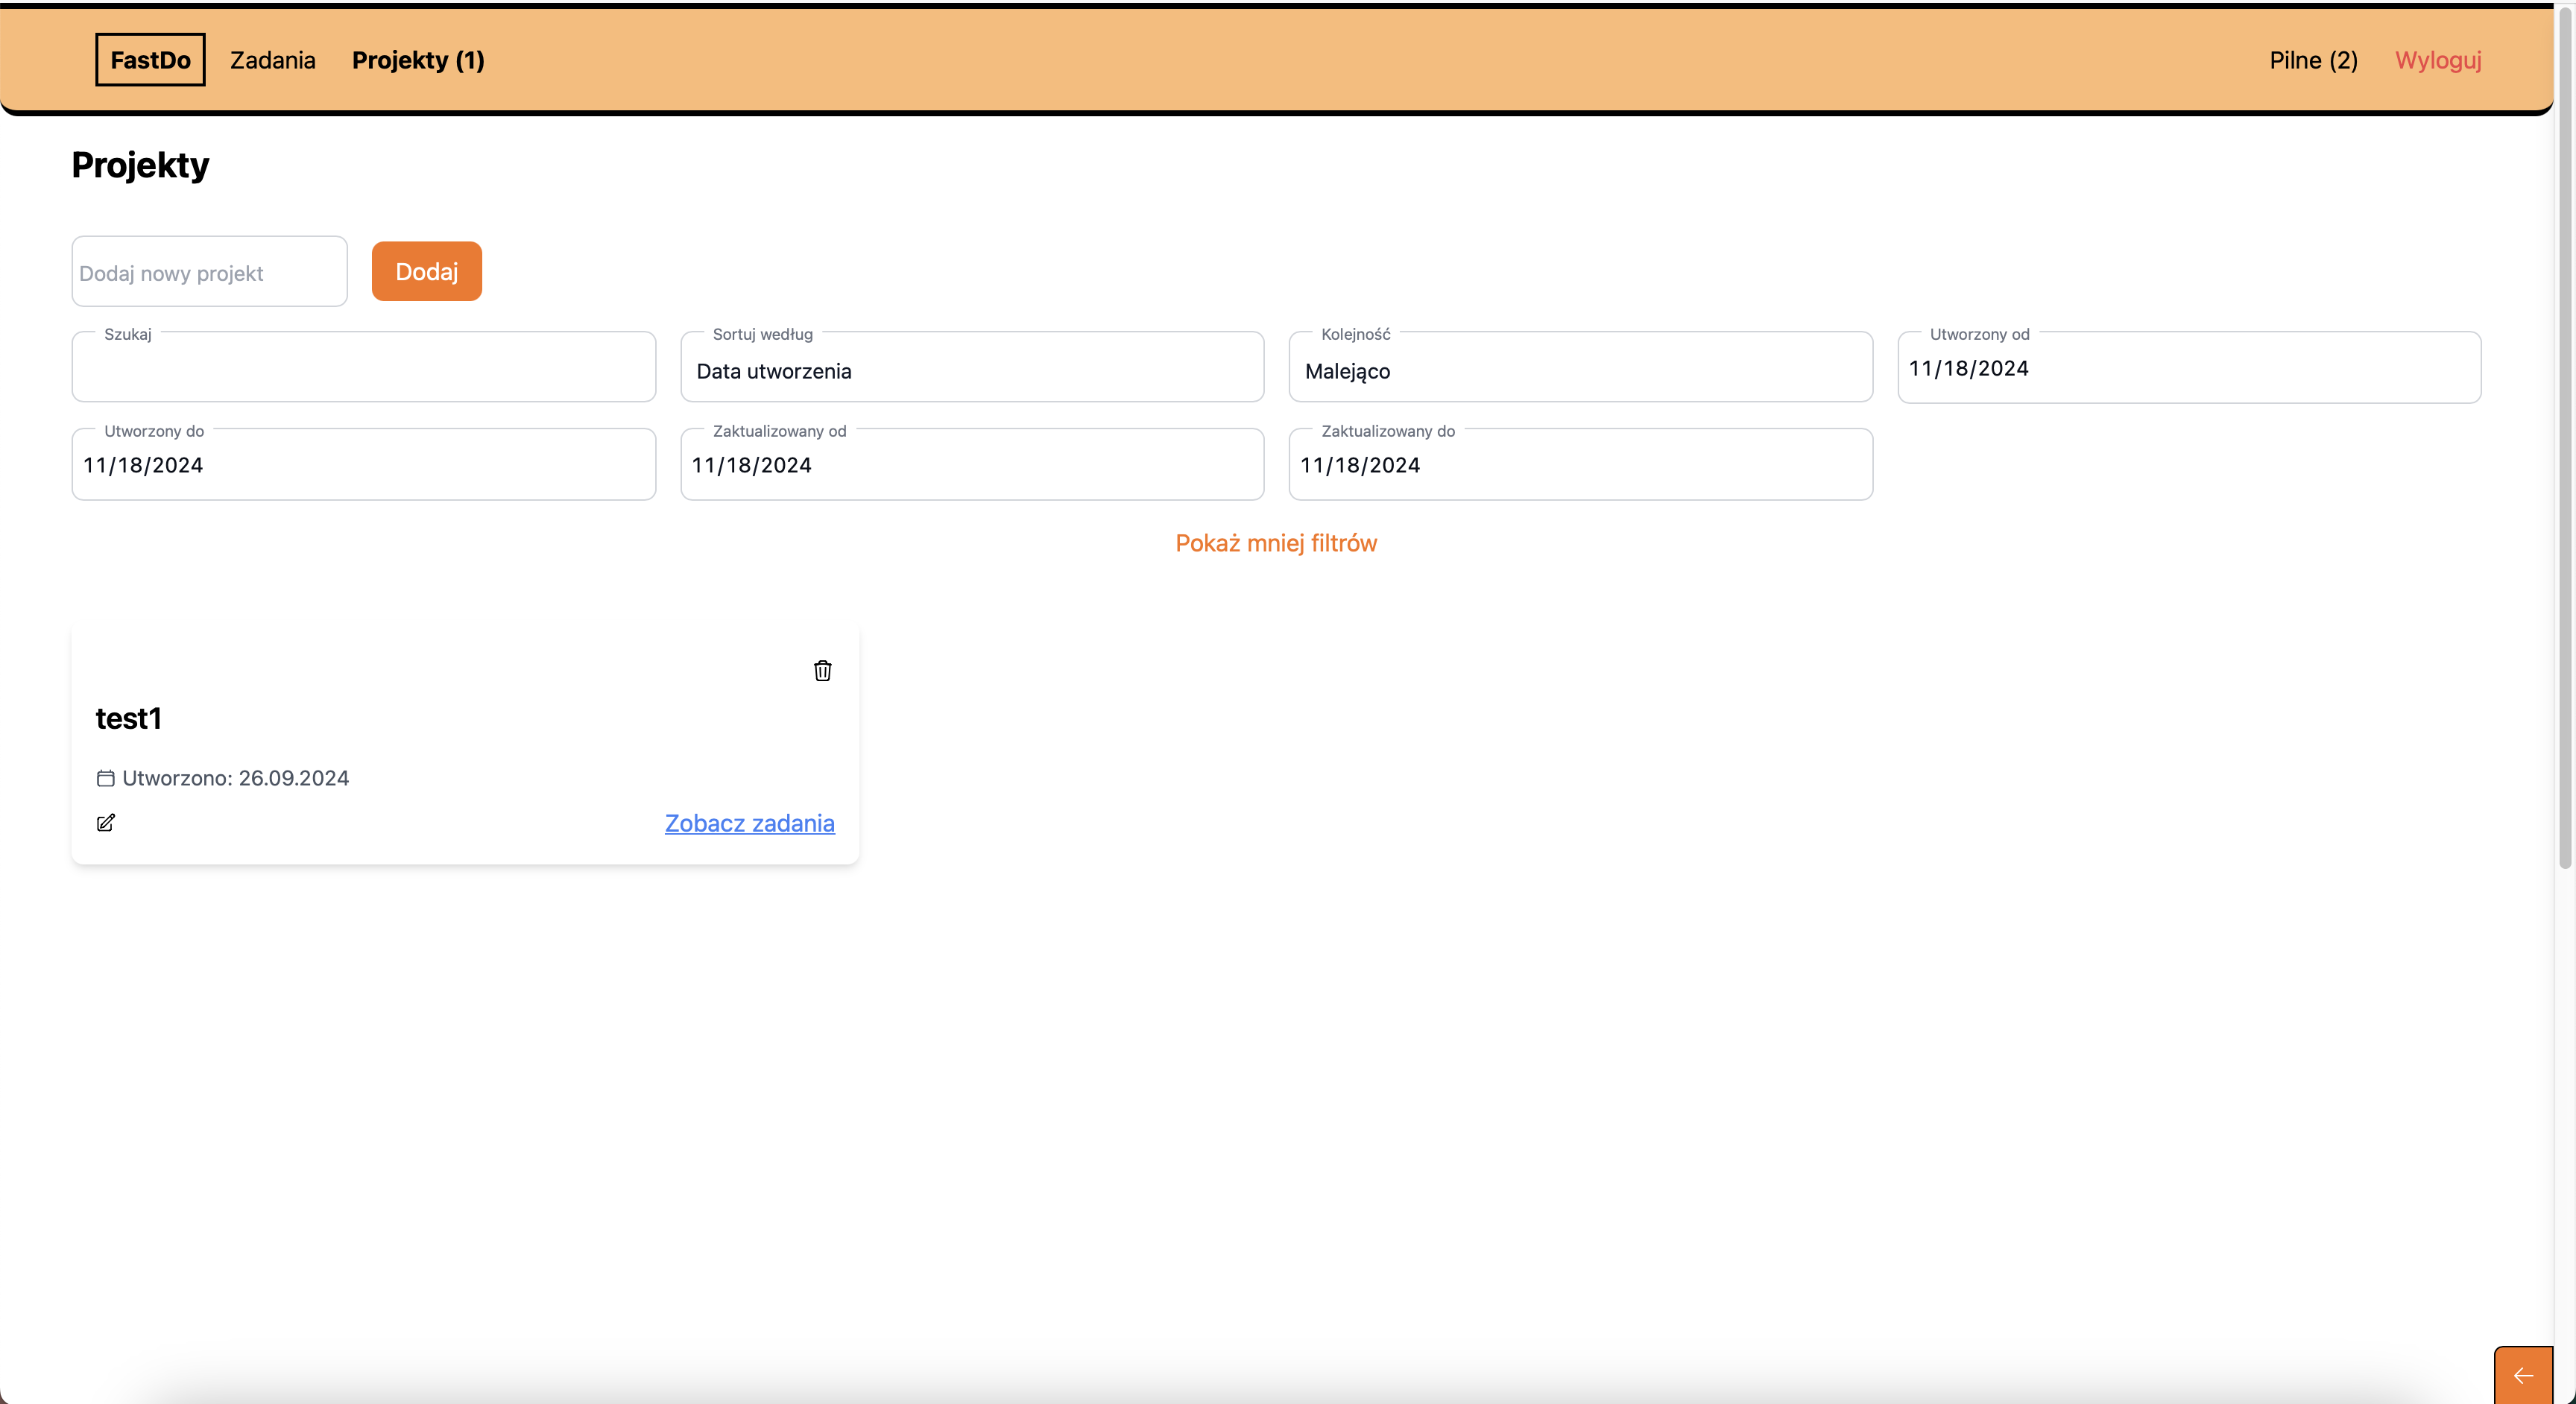 FastDo Zadania Projekty (1) Pilne (2) Wyloguj
Projekty
Dodaj nowy projekt Dodaj
Szukaj Sortuj według Kolejność Utworzony od
Data utworzenia Malejąco 11/18/2024
Utworzony do Zaktualizowany od Zaktualizowany do
11/18/2024 11/18/2024 11/18/2024
Pokaż mniej filtrów
test1
Utworzono: 26.09.2024
Zobacz zadania